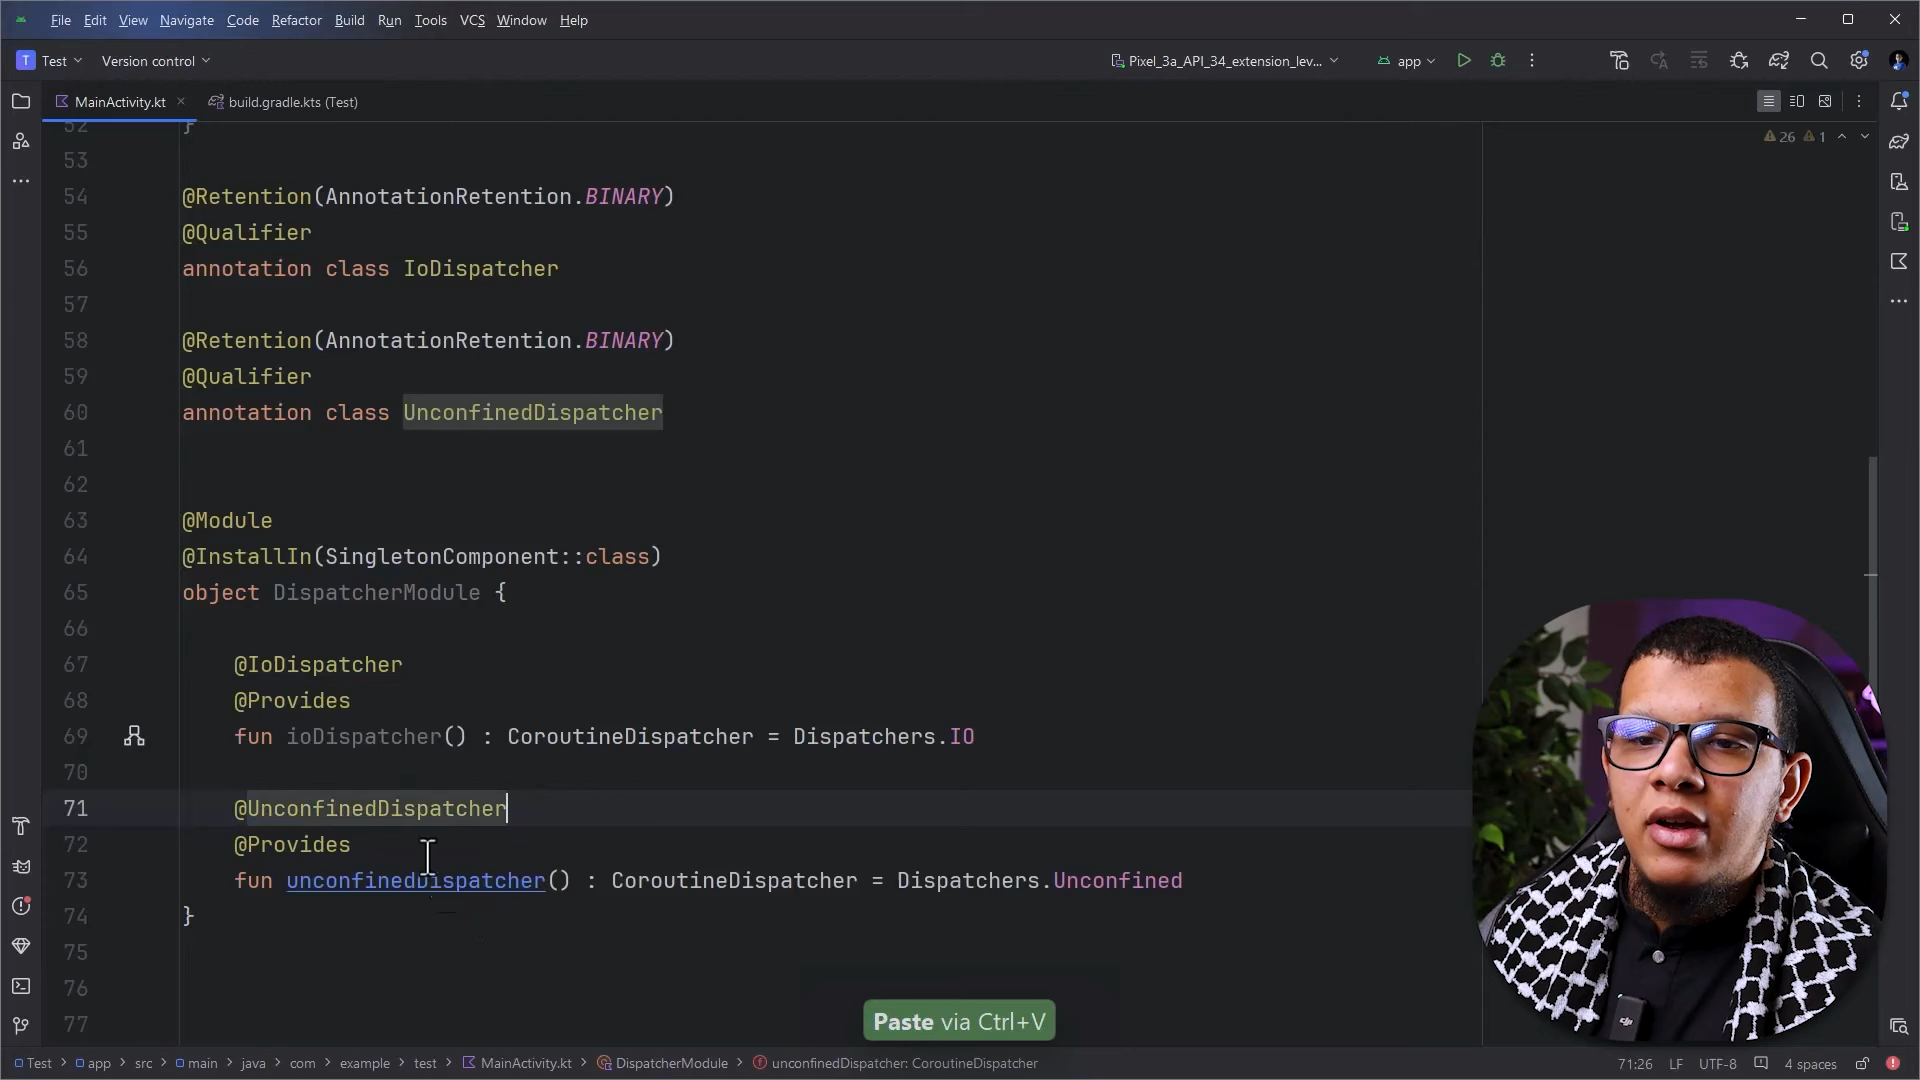 File Edit View Navigate Code Refactor Build Run Tools VCS Window Help
T Test Version control Pixel_3a_API_34_extension_lev... app
MainActivity.kt build.gradle.kts (Test)
52 }
26 1
53
54 @Retention(AnnotationRetention.BINARY)
55 @Qualifier
56 annotation class IoDispatcher
57
58 @Retention(AnnotationRetention.BINARY)
59 @Qualifier
60 annotation class UnconfinedDispatcher
61
62
63 @Module
64 @InstallIn(SingletonComponent::class)
65 object DispatcherModule {
66
67 @IoDispatcher
68 @Provides
69 fun ioDispatcher() : CoroutineDispatcher = Dispatchers.IO
70
71 @UnconfinedDispatcher
72 @Provides
73 fun unconfinedDispatcher() : CoroutineDispatcher = Dispatchers.Unconfined
74 }
75
76
77
Paste via Ctrl+V
Test > app > src > main > java > com > example > test > MainActivity.kt > DispatcherModule > unconfinedDispatcher: CoroutineDispatcher 71:26 LF UTF-8 4 spaces